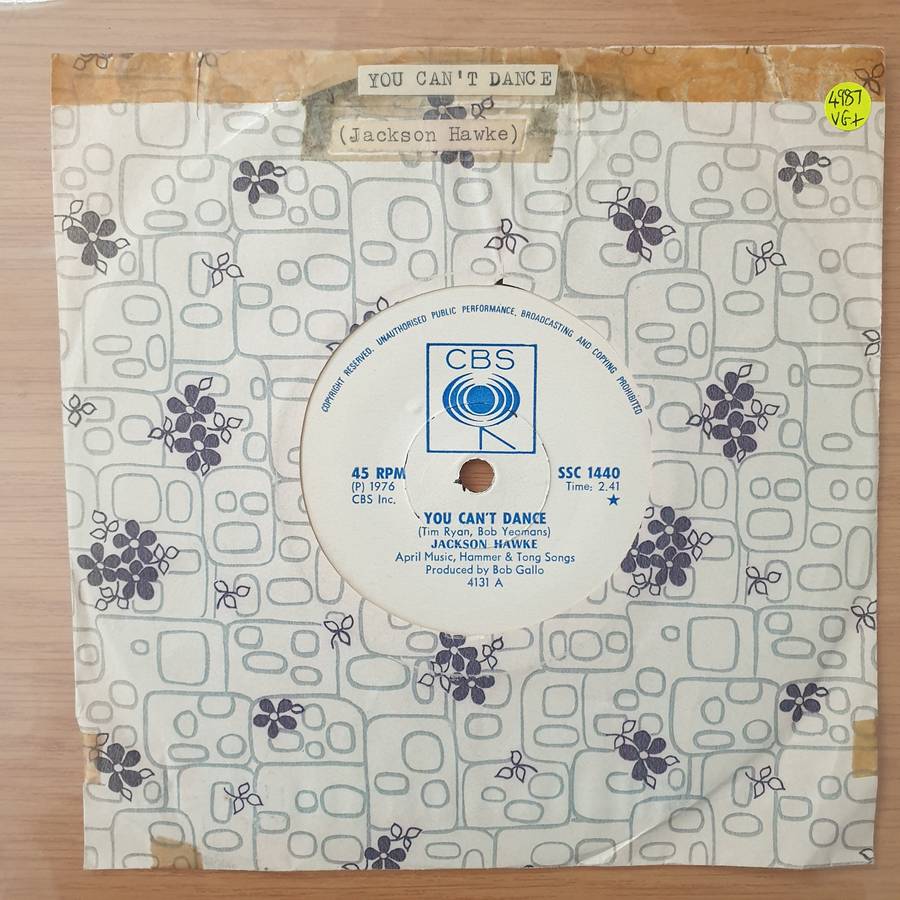 YOU CAN'T DANCE
(Jackson Hawke)
4987
VG+
COPYRIGHT RESERVED. UNAUTHORISED PUBLIC PERFORMANCE, BROADCASTING AND COPYING PROHIBITED
CBS
45 RPM
(P) 1976
CBS Inc.
SSC 1440
Time: 2.41
★
YOU CAN'T DANCE
(Tim Ryan, Bob Yeomans)
JACKSON HAWKE
April Music, Hammer & Tong Songs
Produced by Bob Gallo
4131 A